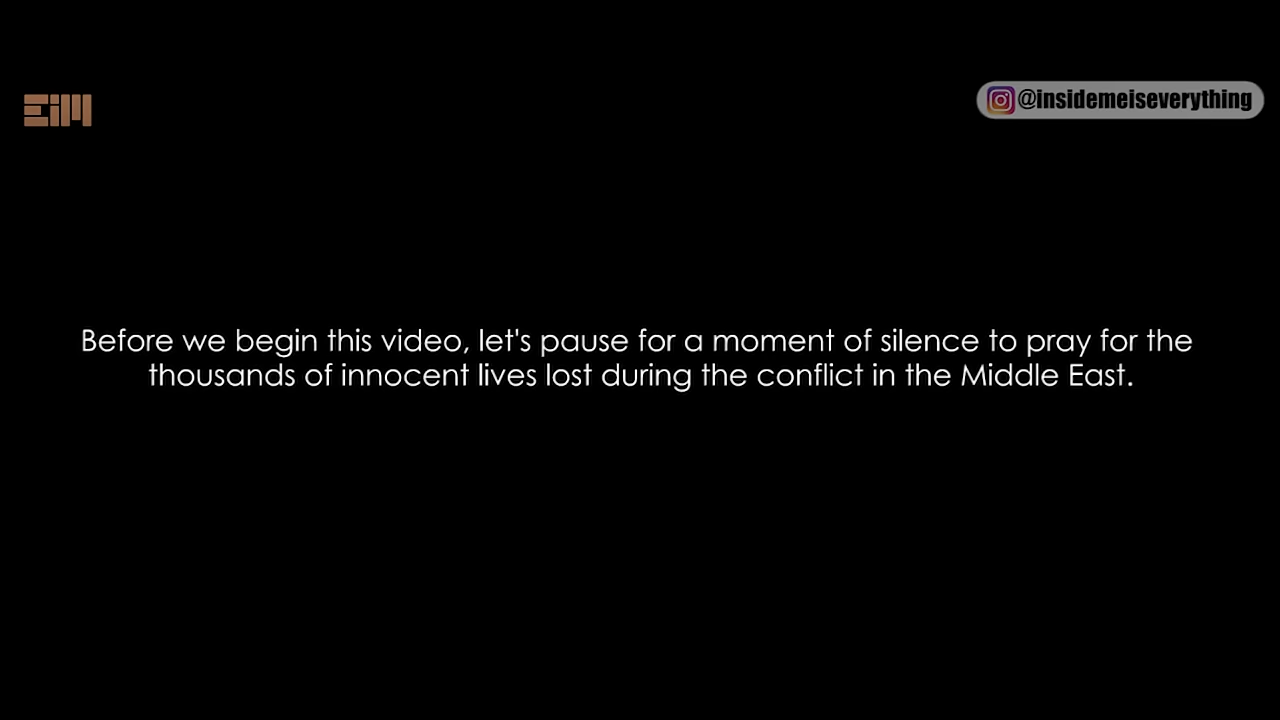 EiM
@insidemeiseverything
Before we begin this video, let's pause for a moment of silence to pray for the
thousands of innocent lives lost during the conflict in the Middle East.